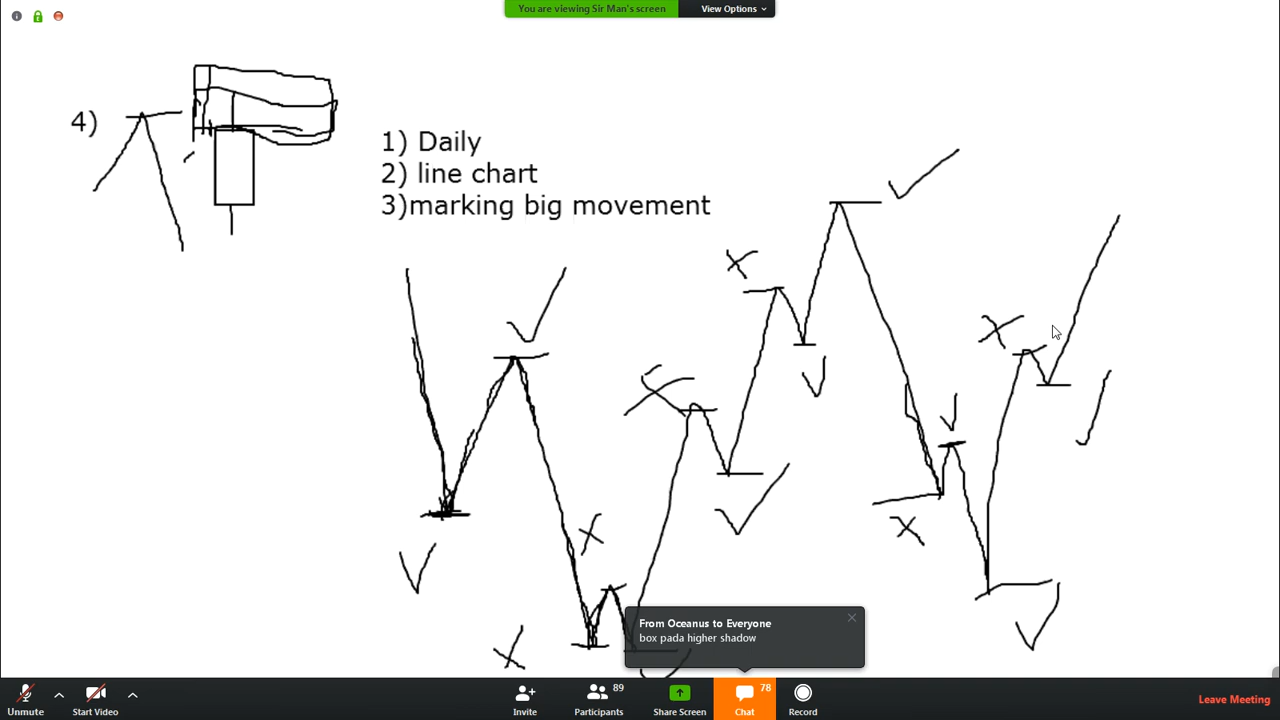 You are viewing Sir Man's screen
View Options
4)
1) Daily
2) line chart
3)marking big movement
From Oceanus to Everyone
box pada higher shadow
89
78
Unmute
Start Video
Invite
Participants
Share Screen
Chat
Record
Leave Meeting